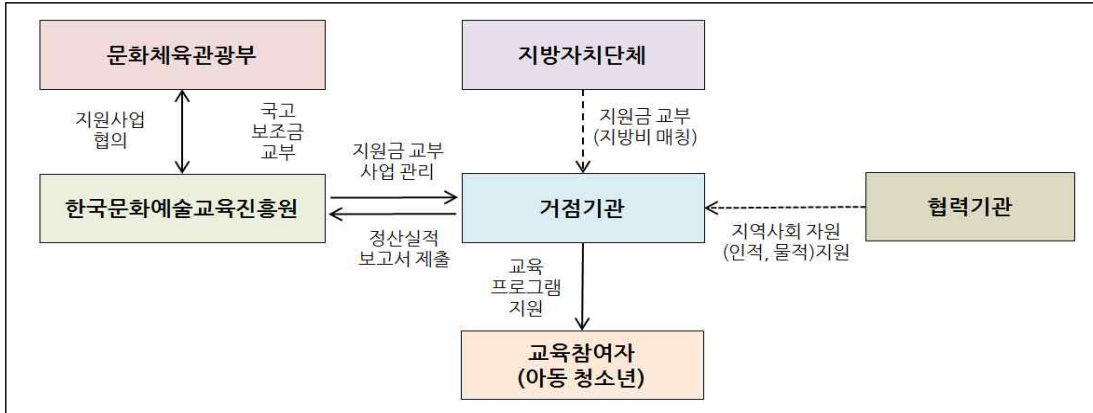 문화체육관광부
지방자치단체
지원사업
협의
국고
보조금
교부
지원금 교부
(지방비 매칭)
지원금 교부
사업 관리
한국문화예술교육진흥원
거점기관
협력기관
정산실적
보고서 제출
지역사회 자원
(인적, 물적)지원
교육
프로그램
지원
교육참여자
(아동 청소년)